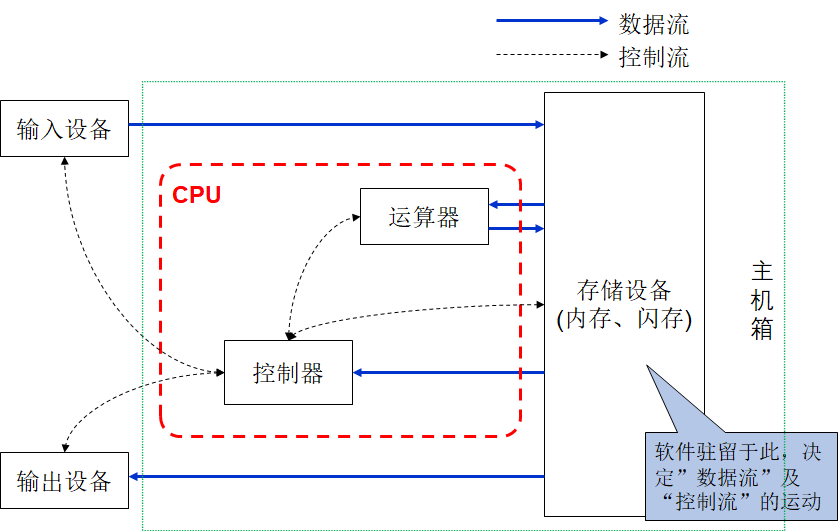 数据流
控制流
输入设备
CPU
运算器
存储设备
(内存、闪存)
主
机
箱
控制器
输出设备
软件驻留于此，决
定”数据流”及
“控制流”的运动